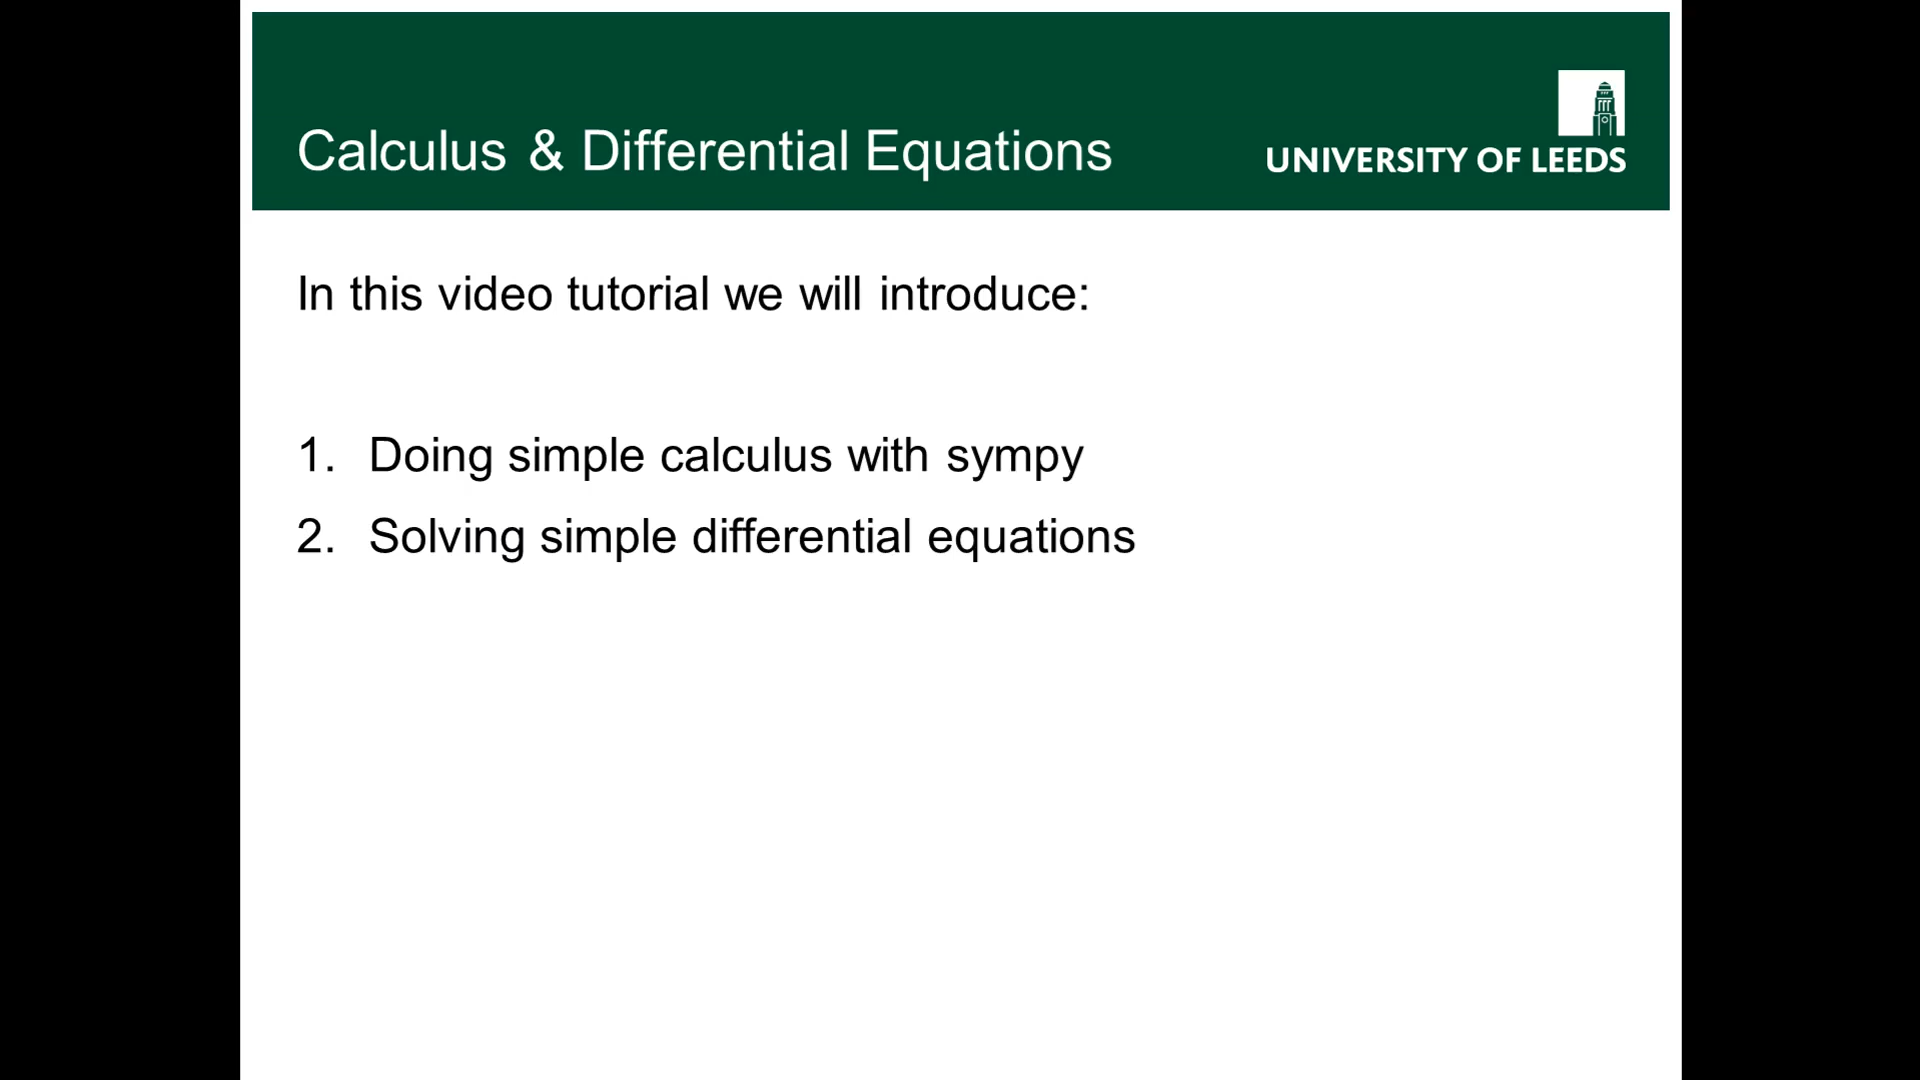 Calculus & Differential Equations
UNIVERSITY OF LEEDS
In this video tutorial we will introduce:
1. Doing simple calculus with sympy
2. Solving simple differential equations